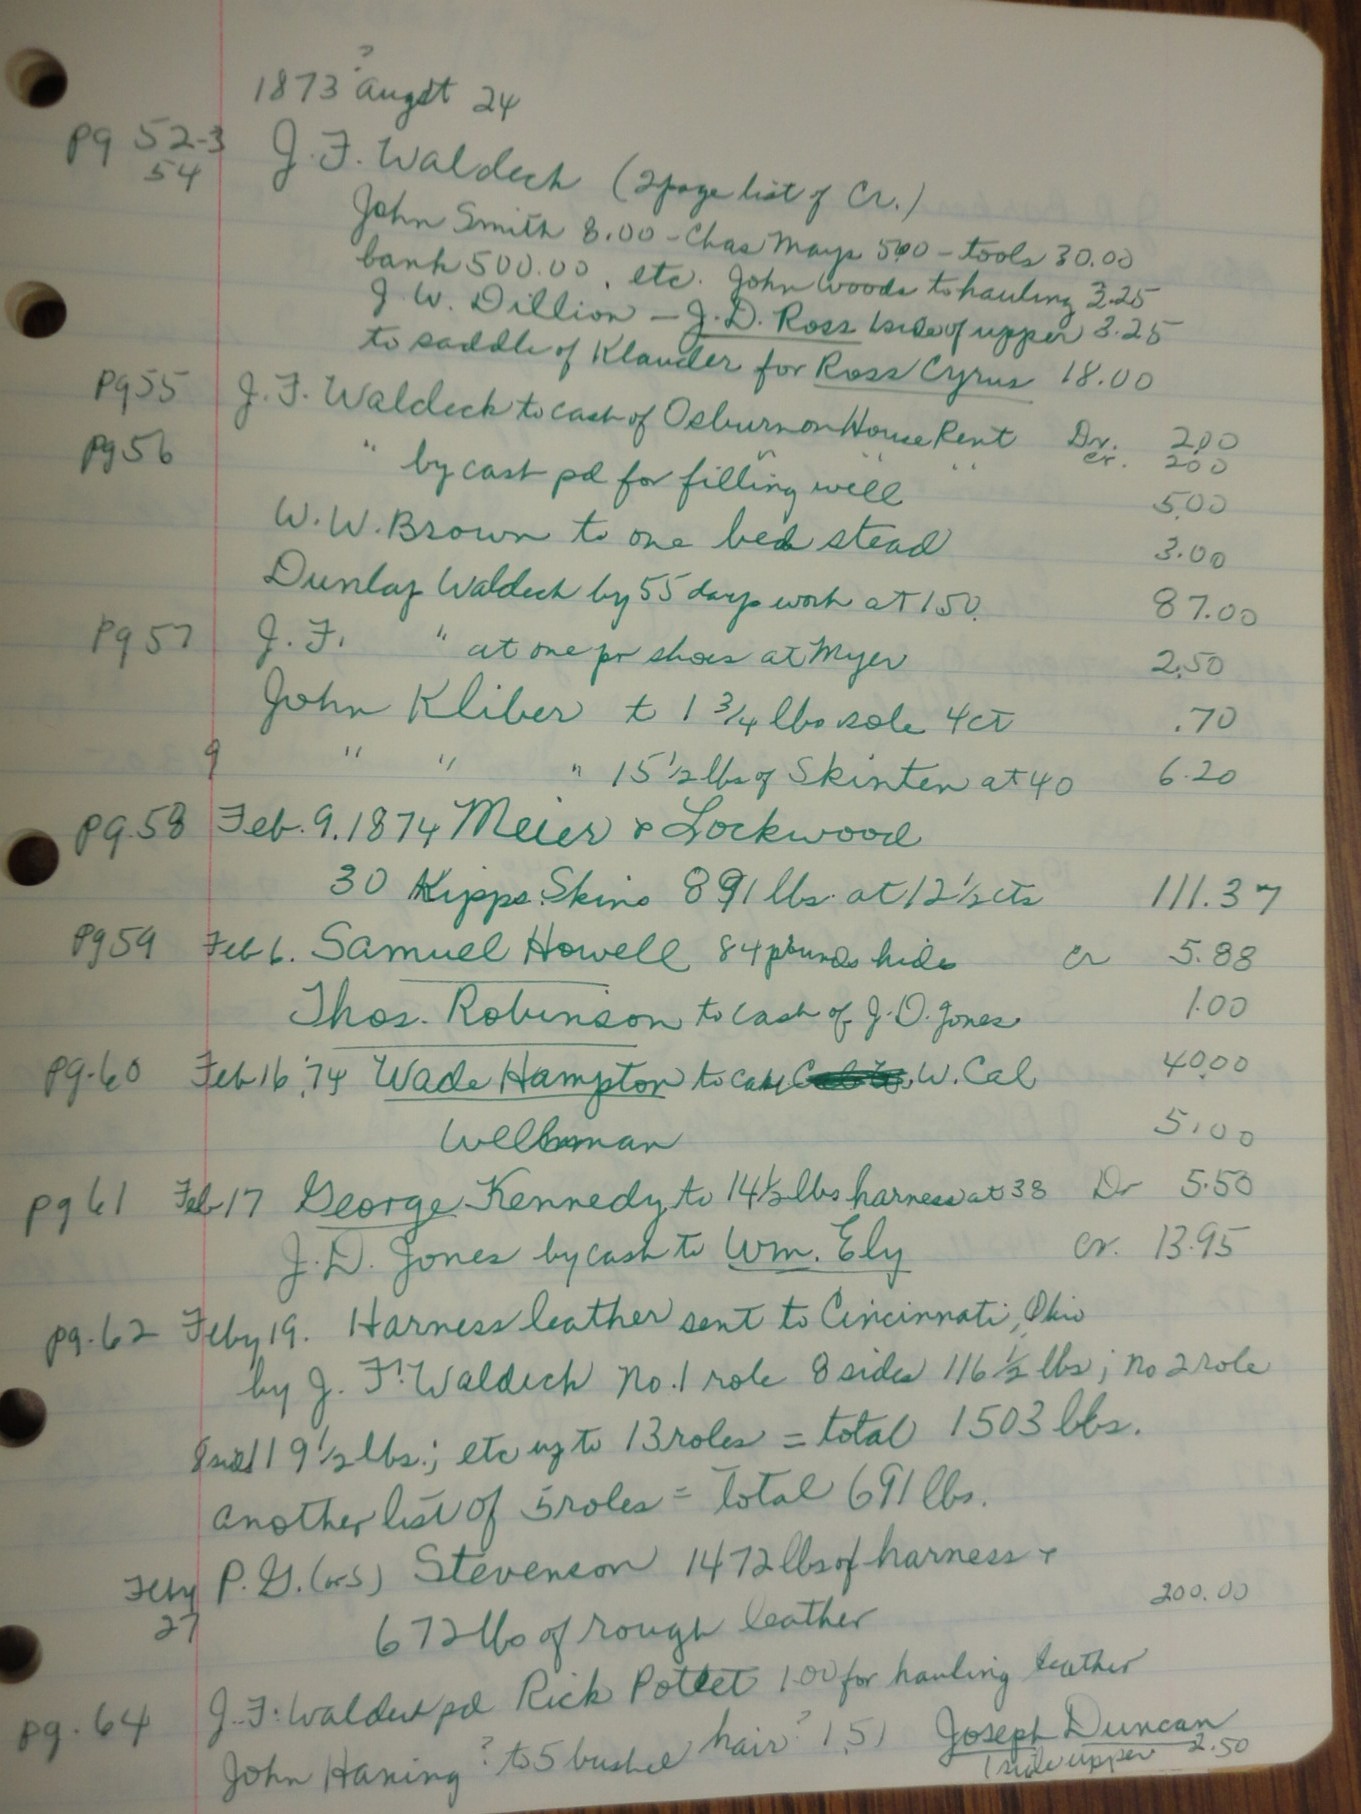 ?
1873 August 24
pg 52-3 J. F. Waldeck (2 page list of Cr.)
54
John Smith 8.00 - Chas Mays 5.00 - tools 30.00
bank 500.00, etc. John Woods to hauling 3.25
J. W. Dillion - J. D. Ross 1 side of upper 3.25
to saddle of Klauder for Ross Cyrus 18.00
pg 55 J. F. Waldeck to cash of Osburn on House Rent Dr. 2.00
" " " cr. 200
pg 56 " by cash pd for filling well 5.00
W. W. Brown to one bed stead 3.00
Dunlap Waldeck by 55 days work at 1.50. 87.00
pg 57 J. F. " at one pr shoes at Myer 2.50
John Kliber to 1 3/4 lbs sole 4ct .70
9 " " " 15 1/2 lbs of Skinten at 40 6.20
pg. 58 Feb. 9. 1874 Meier & Lockwood
30 Kipps Skins 891 lbs. at 12 1/2 cts 111.37
pg 59 Feb 6. Samuel Howell 84 pounds hide cr 5.88
Thos. Robinson to cash of J. D. Jones 1.00
pg. 60 Feb 16, '74 Wade Hampton to cash W. Cal 40.00
Wellman 5.00
pg 61 Feb 17 George Kennedy to 14 1/2 lbs harness at 38 Dr 5.50
J. D. Jones by cash to Wm. Ely cr. 13.95
pg. 62 Feby 19. Harness leather sent to Cincinnati, Ohio
by J. F. Waldeck No. 1 role 8 sides 116 1/2 lbs; no 2 role
8 sides 119 1/2 lbs.; etc up to 13 roles = total 1503 lbs.
another list of 5 roles = Total 691 lbs.
Feby P. G. (or S) Stevenson 1472 lbs of harness &
27 672 lbs of rough leather 200.00
pg. 64 J. F. Waldeck pd Rick Pottet 1.00 for hauling leather
John Haning ? to 5 bushel hair ? 1.51 Joseph Duncan
1 side upper 2.50